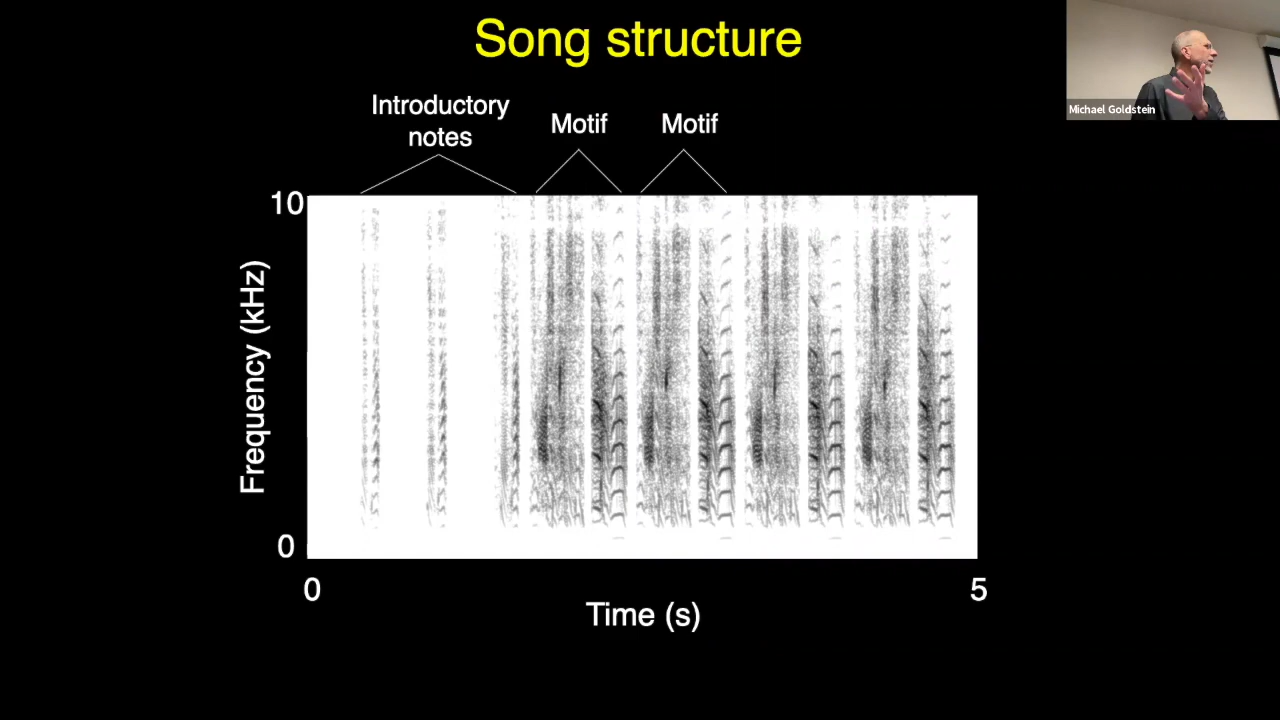 Song structure
Michael Goldstein
Introductory
notes
Motif
Motif
10
Frequency (kHz)
0
0
5
Time (s)